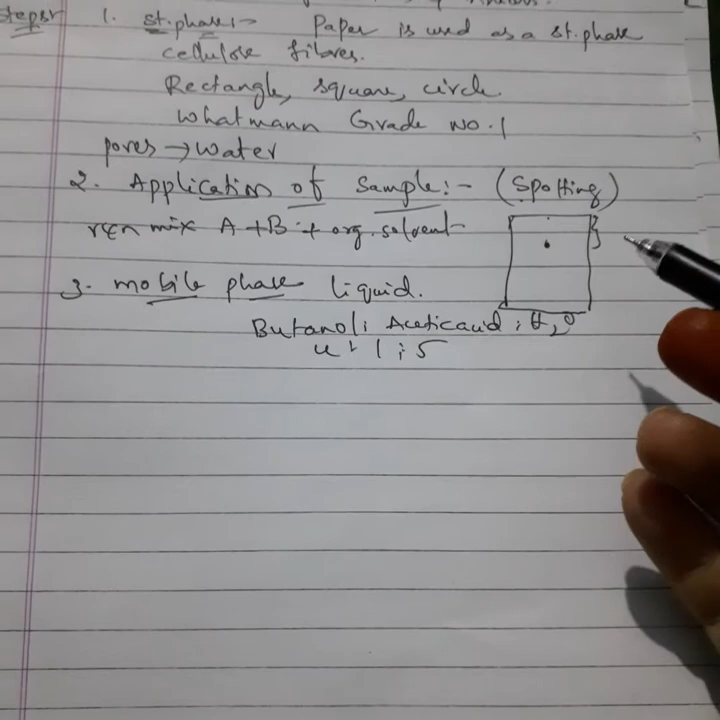 Steps:
1. st. phase :- Paper is used as a st. phase
cellulose fibres.
Rectangle, square, circle.
Whatmann Grade No. 1
pores → water
2. Application of sample :- (Spotting)
mix A + B + org. solvent
3. mobile phase liquid.
Butanol : Acetic acid : H2O
4 : 1 : 5